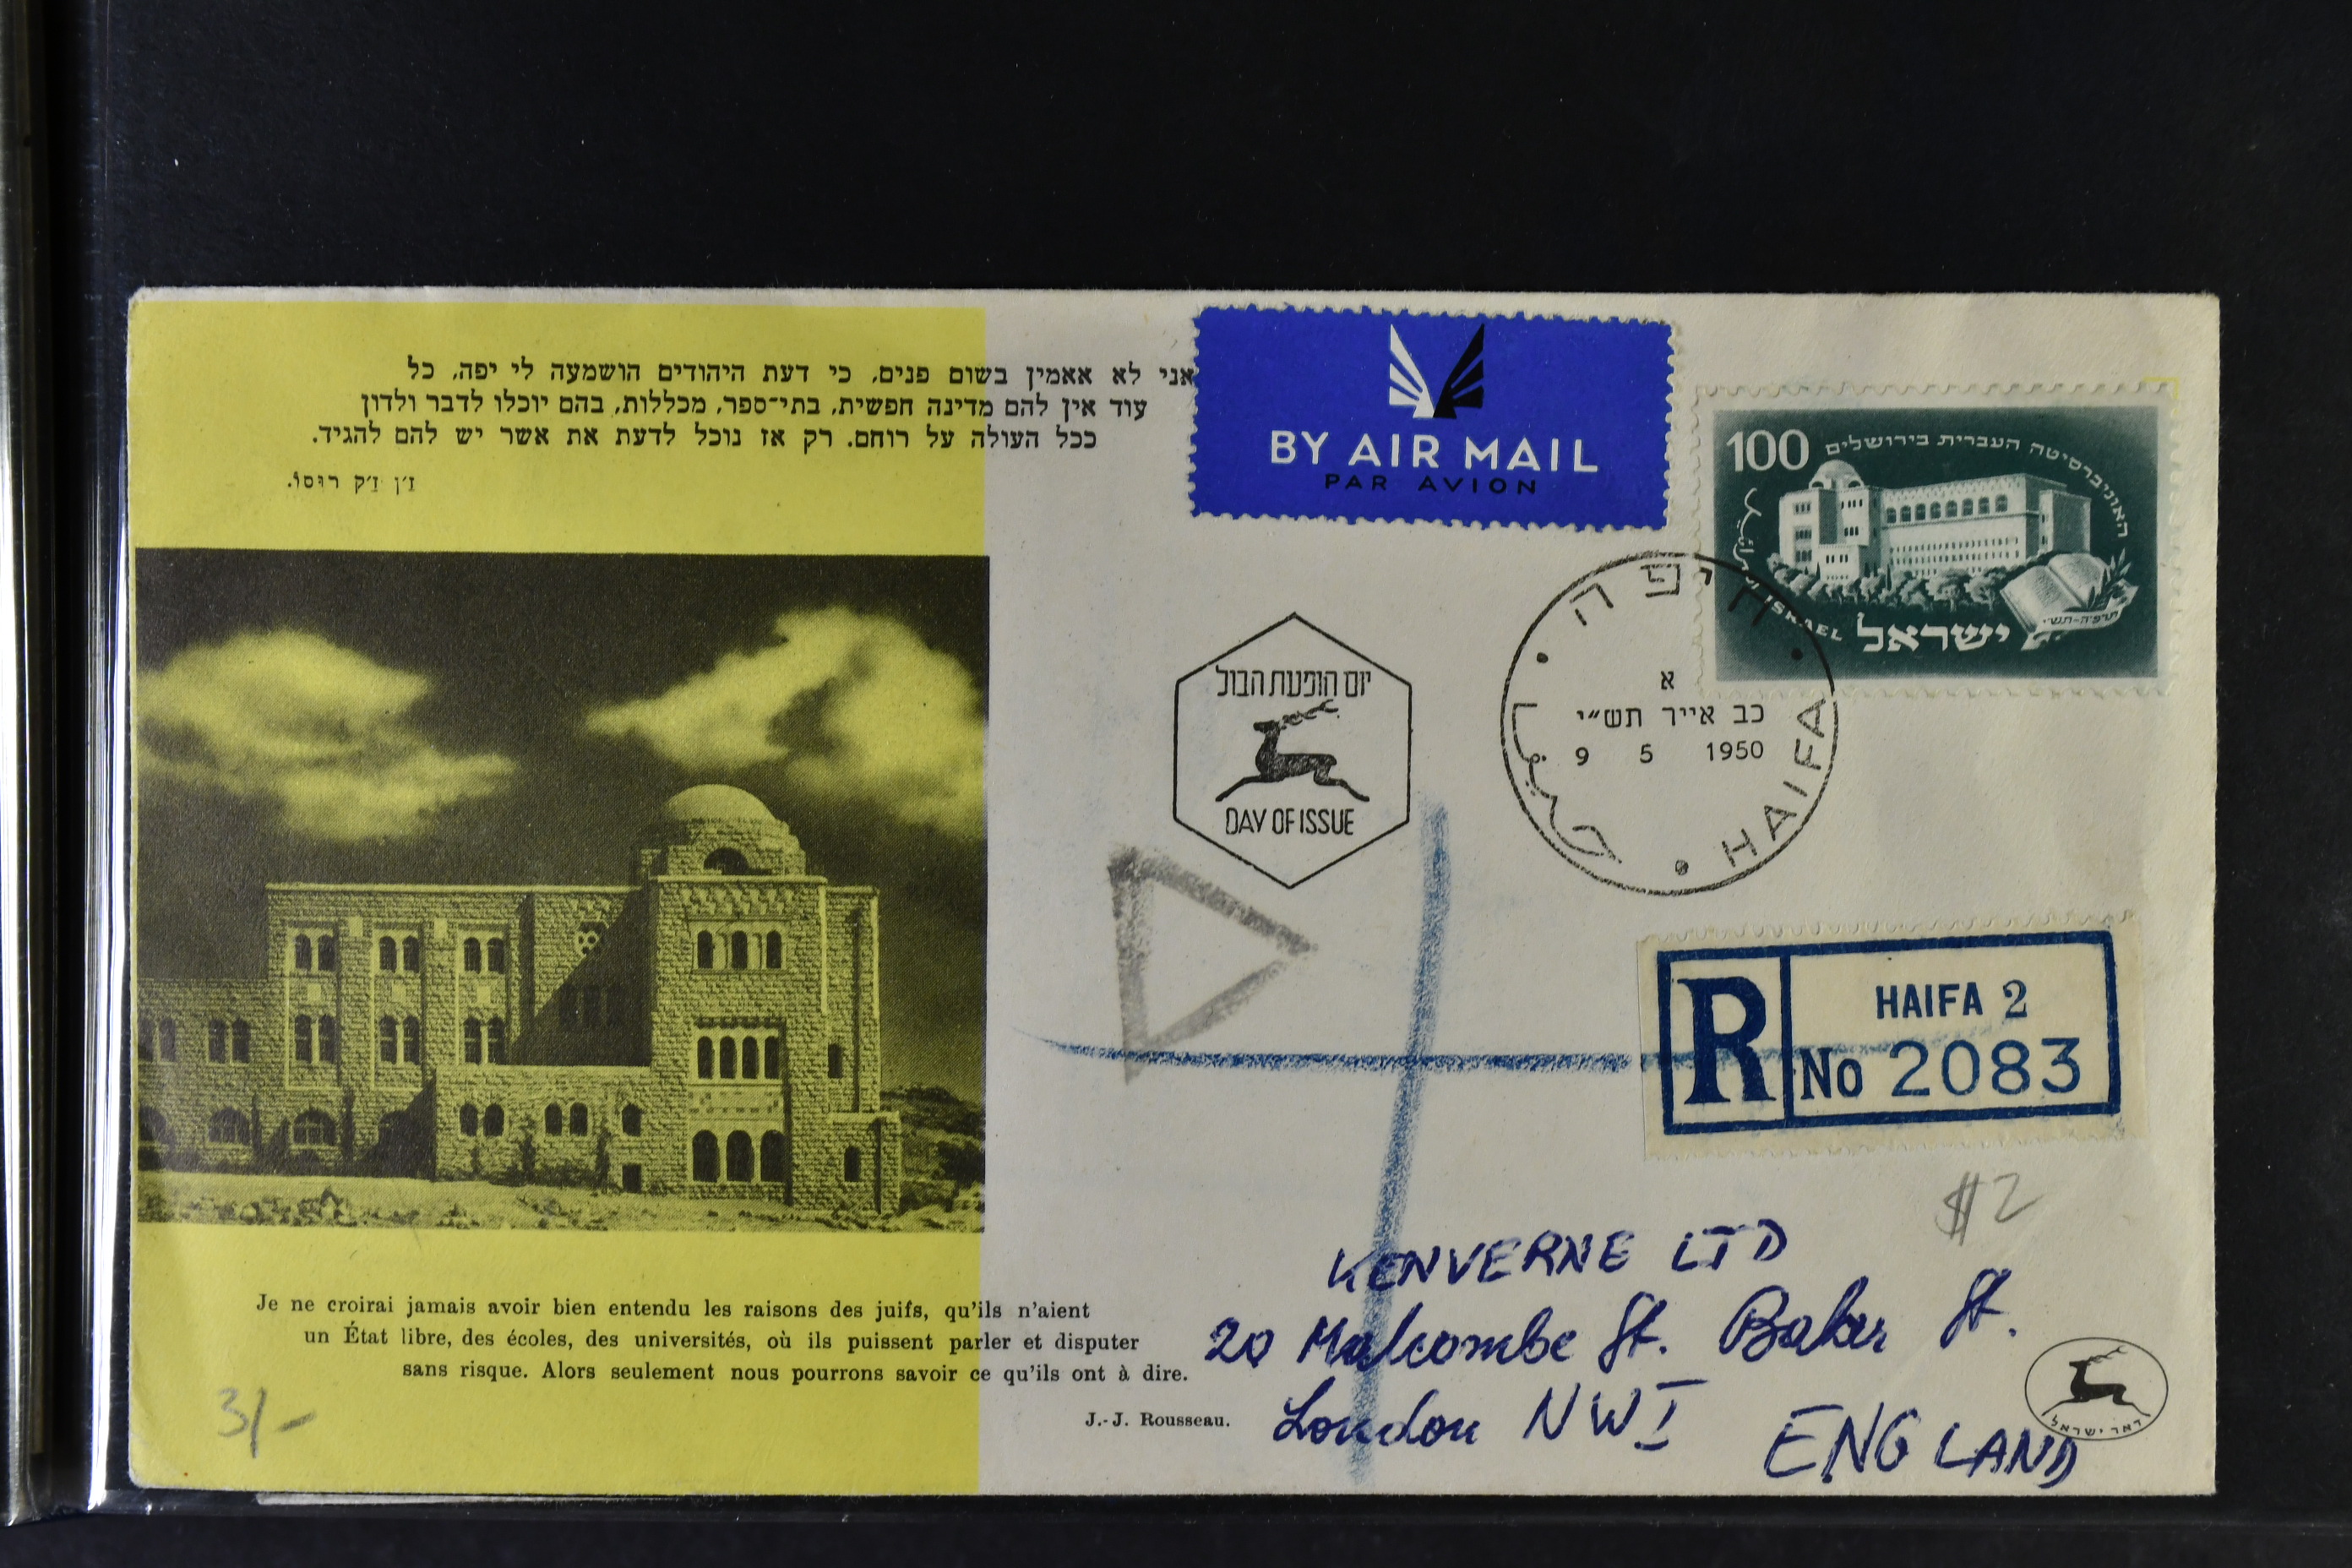 אני לא אאמין בשום פנים, כי דעת היהודים הושמעה לי יפה, כל
עוד אין להם מדינה חפשית, בתי־ספר, מכללות, בהם יוכלו לדבר ולדון
ככל העולה על רוחם. רק אז נוכל לדעת את אשר יש להם להגיד.
ז׳ן ז׳ק רוסו.
BY AIR MAIL
PAR AVION
100
האוניברסיטה העברית בירושלים
ISRAEL
ישראל
תרפ״ה-תש״י
יום הופעת הבול
DAY OF ISSUE
חיפה
א
כב אייר תש״י
9 5 1950
HAIFA
R
HAIFA 2
No 2083
$2
KENVERNE LTD
20 Malcombe St. Baker St.
London NW1
ENGLAND
דאר ישראל
Je ne croirai jamais avoir bien entendu les raisons des juifs, qu'ils n'aient
un État libre, des écoles, des universités, où ils puissent parler et disputer
sans risque. Alors seulement nous pourrons savoir ce qu'ils ont à dire.
J.-J. Rousseau.
3/-